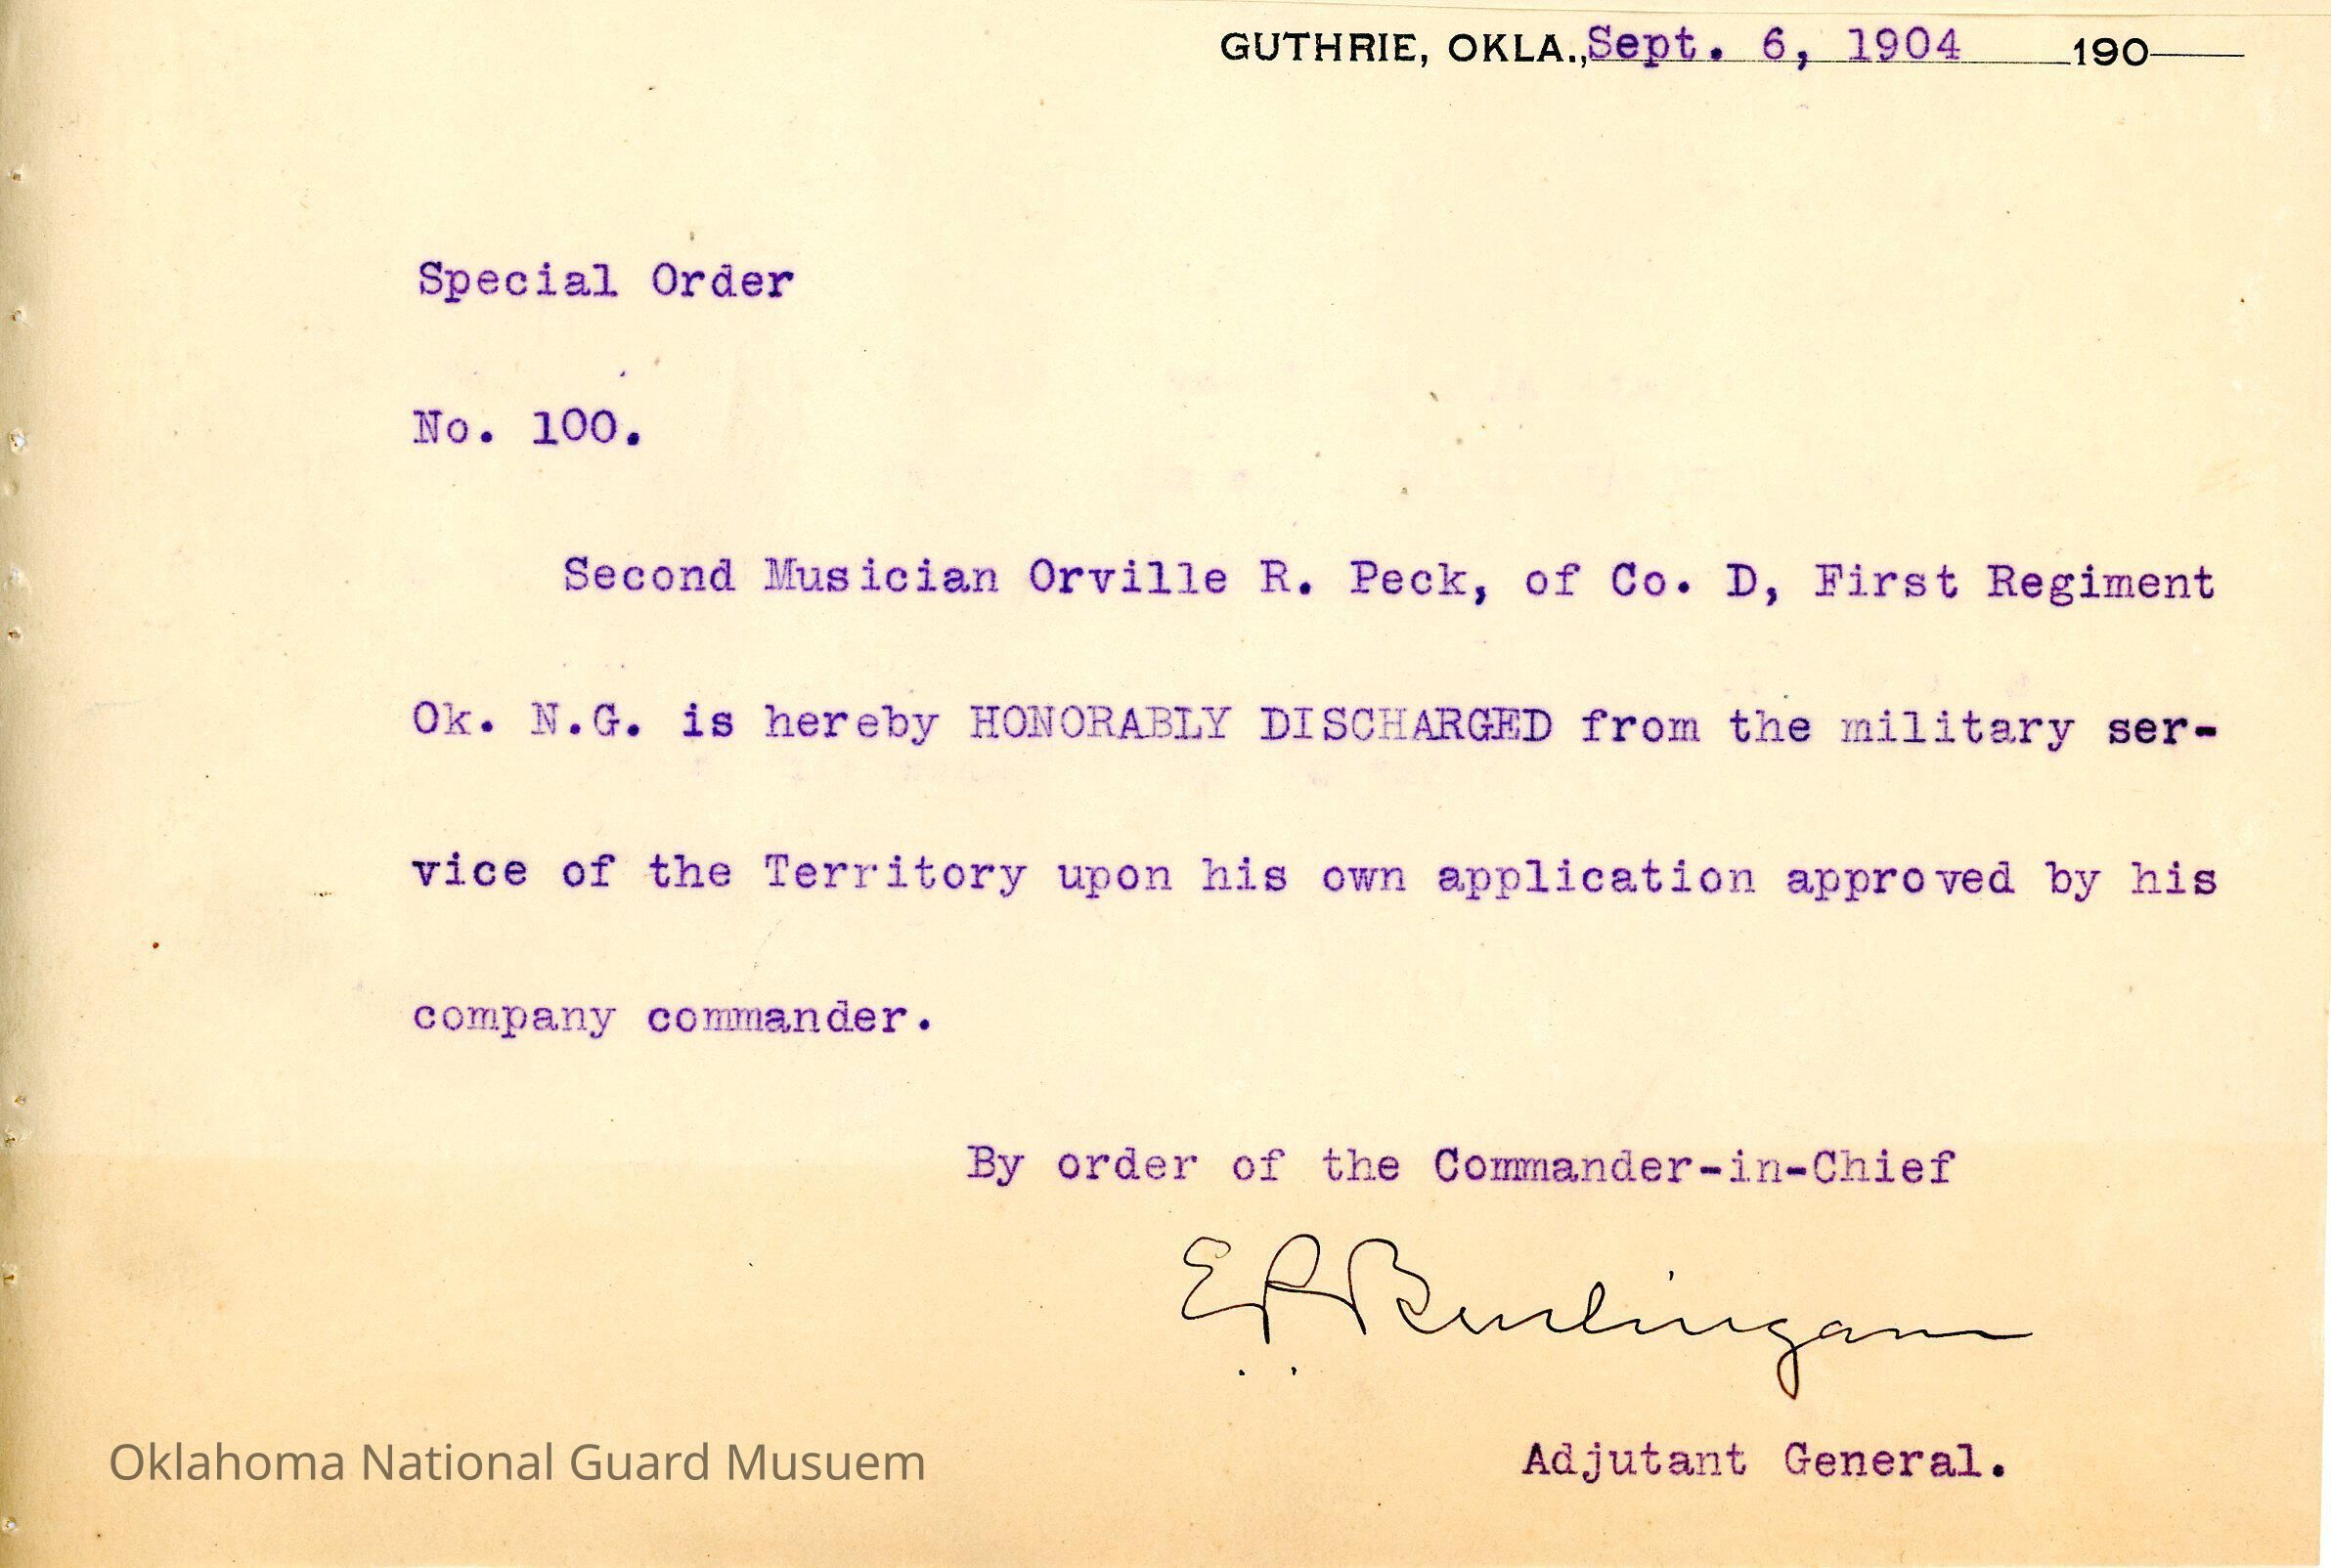 GUTHRIE, OKLA., Sept. 6, 1904 190
Special Order
No. 100.
Second Musician Orville R. Peck, of Co. D, First Regiment
Ok. N.G. is hereby HONORABLY DISCHARGED from the military ser-
vice of the Territory upon his own application approved by his
company commander.
By order of the Commander-in-Chief
E. P. Burlingam
Adjutant General.
Oklahoma National Guard Musuem